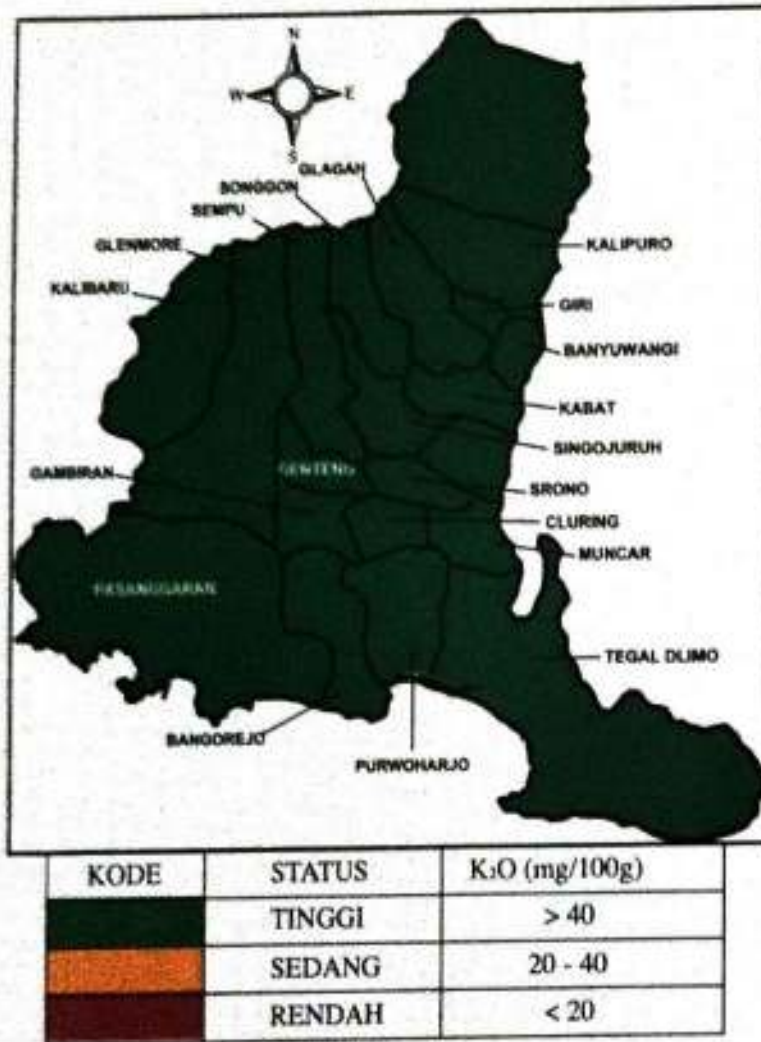 N
W E
S
GLAGAH
SONGGON
SEMPU
GLENMORE
KALIBARU
KALIPURO
GIRI
BANYUWANGI
KABAT
SINGOJURUH
GENTENG
GAMBIRAN
SRONO
CLURING
MUNCAR
PASANGGARAN
TEGAL DLIMO
BANGOREJO
PURWOHARJO
KODE STATUS K₂O (mg/100g)
TINGGI > 40
SEDANG 20 - 40
RENDAH < 20